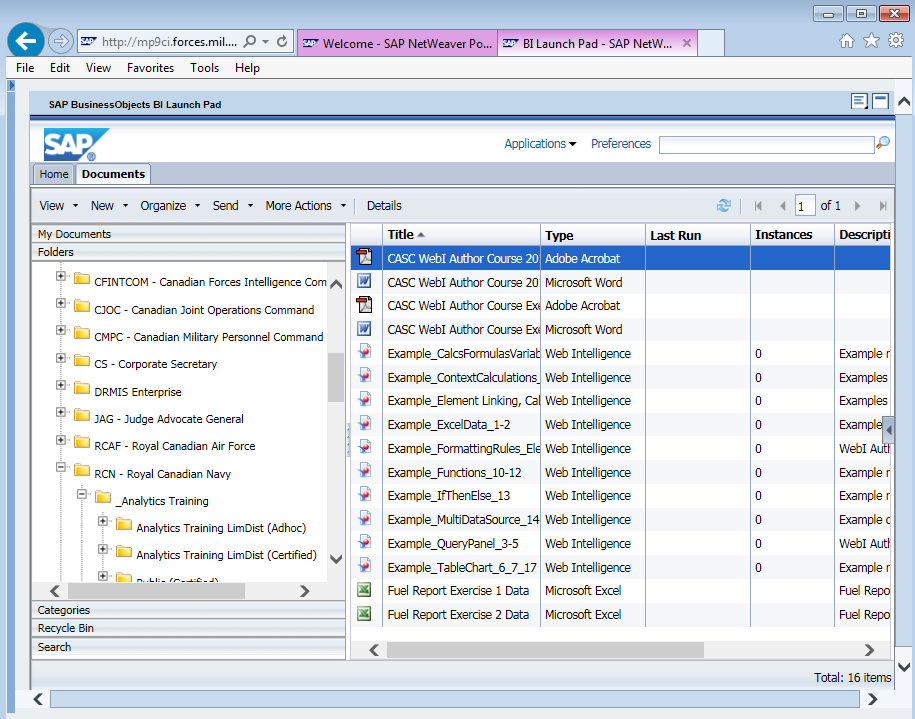 http://mp9ci.forces.mil....
Welcome - SAP NetWeaver Po...
BI Launch Pad - SAP NetW...
File Edit View Favorites Tools Help
SAP BusinessObjects BI Launch Pad
SAP®
Applications Preferences
Home Documents
View New Organize Send More Actions Details 1 of 1
My Documents
Folders
CFINTCOM - Canadian Forces Intelligence Com
CJOC - Canadian Joint Operations Command
CMPC - Canadian Military Personnel Command
CS - Corporate Secretary
DRMIS Enterprise
JAG - Judge Advocate General
RCAF - Royal Canadian Air Force
RCN - Royal Canadian Navy
_Analytics Training
Analytics Training LimDist (Adhoc)
Analytics Training LimDist (Certified)
Public (Certified)
Categories
Recycle Bin
Search
Title Type Last Run Instances Descripti
CASC WebI Author Course 20 Adobe Acrobat
CASC WebI Author Course 20 Microsoft Word
CASC WebI Author Course Exe Adobe Acrobat
CASC WebI Author Course Exe Microsoft Word
Example_CalcsFormulasVariab Web Intelligence 0 Example
Example_ContextCalculations_ Web Intelligence 0 Examples
Example_Element Linking, Cal Web Intelligence 0 Examples
Example_ExcelData_1-2 Web Intelligence 0 Example
Example_FormattingRules_Ele Web Intelligence 0 WebI Auth
Example_Functions_10-12 Web Intelligence 0 Example
Example_IfThenElse_13 Web Intelligence 0 Example
Example_MultiDataSource_14 Web Intelligence 0 Example
Example_QueryPanel_3-5 Web Intelligence 0 WebI Auth
Example_TableChart_6_7_17 Web Intelligence 0 Example
Fuel Report Exercise 1 Data Microsoft Excel Fuel Repo
Fuel Report Exercise 2 Data Microsoft Excel Fuel Repo
Total: 16 items